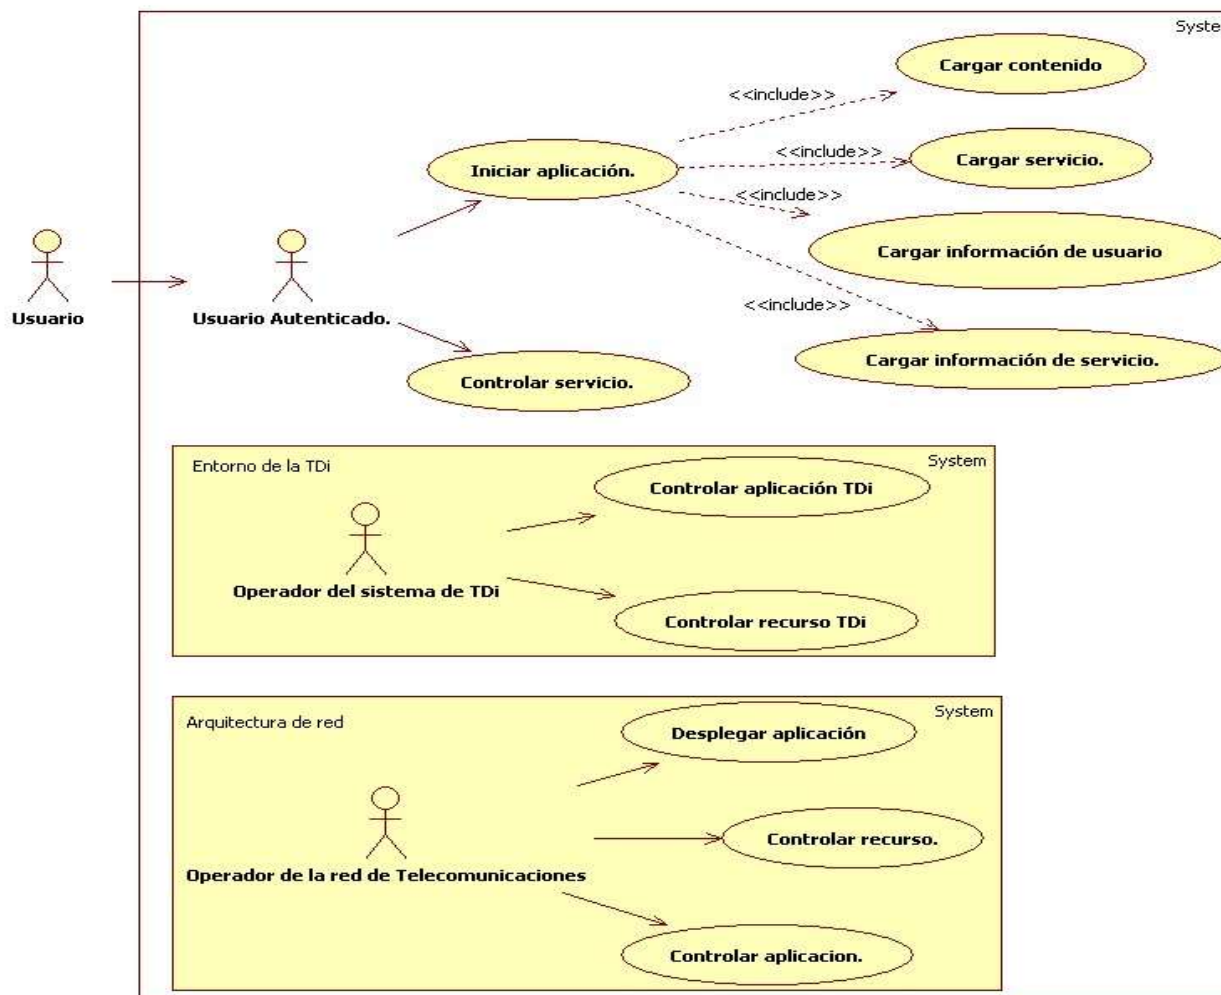 Syste
Cargar contenido
<<include>>
<<include>>
Cargar servicio.
Iniciar aplicación.
<<include>>
Cargar información de usuario
Usuario
Usuario Autenticado.
<<include>>
Cargar información de servicio.
Controlar servicio.
Entorno de la TDi
System
Controlar aplicación TDi
Operador del sistema de TDi
Controlar recurso TDi
Arquitectura de red
System
Desplegar aplicación
Controlar recurso.
Operador de la red de Telecomunicaciones
Controlar aplicacion.